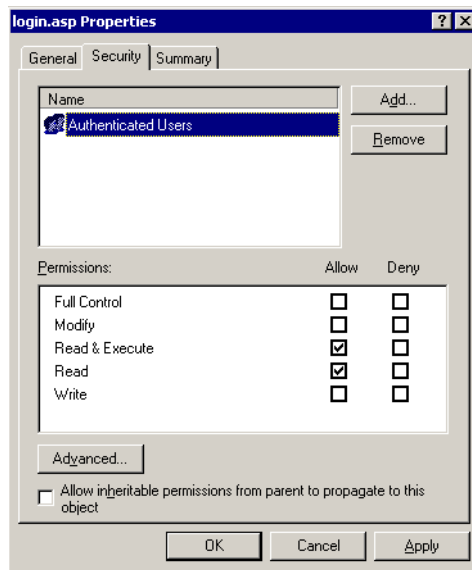 login.asp Properties
General Security Summary
Name
Add...
Authenticated Users
Remove
Permissions: Allow Deny
Full Control
Modify
Read & Execute
Read
Write
Advanced...
Allow inheritable permissions from parent to propagate to this
object
OK Cancel Apply